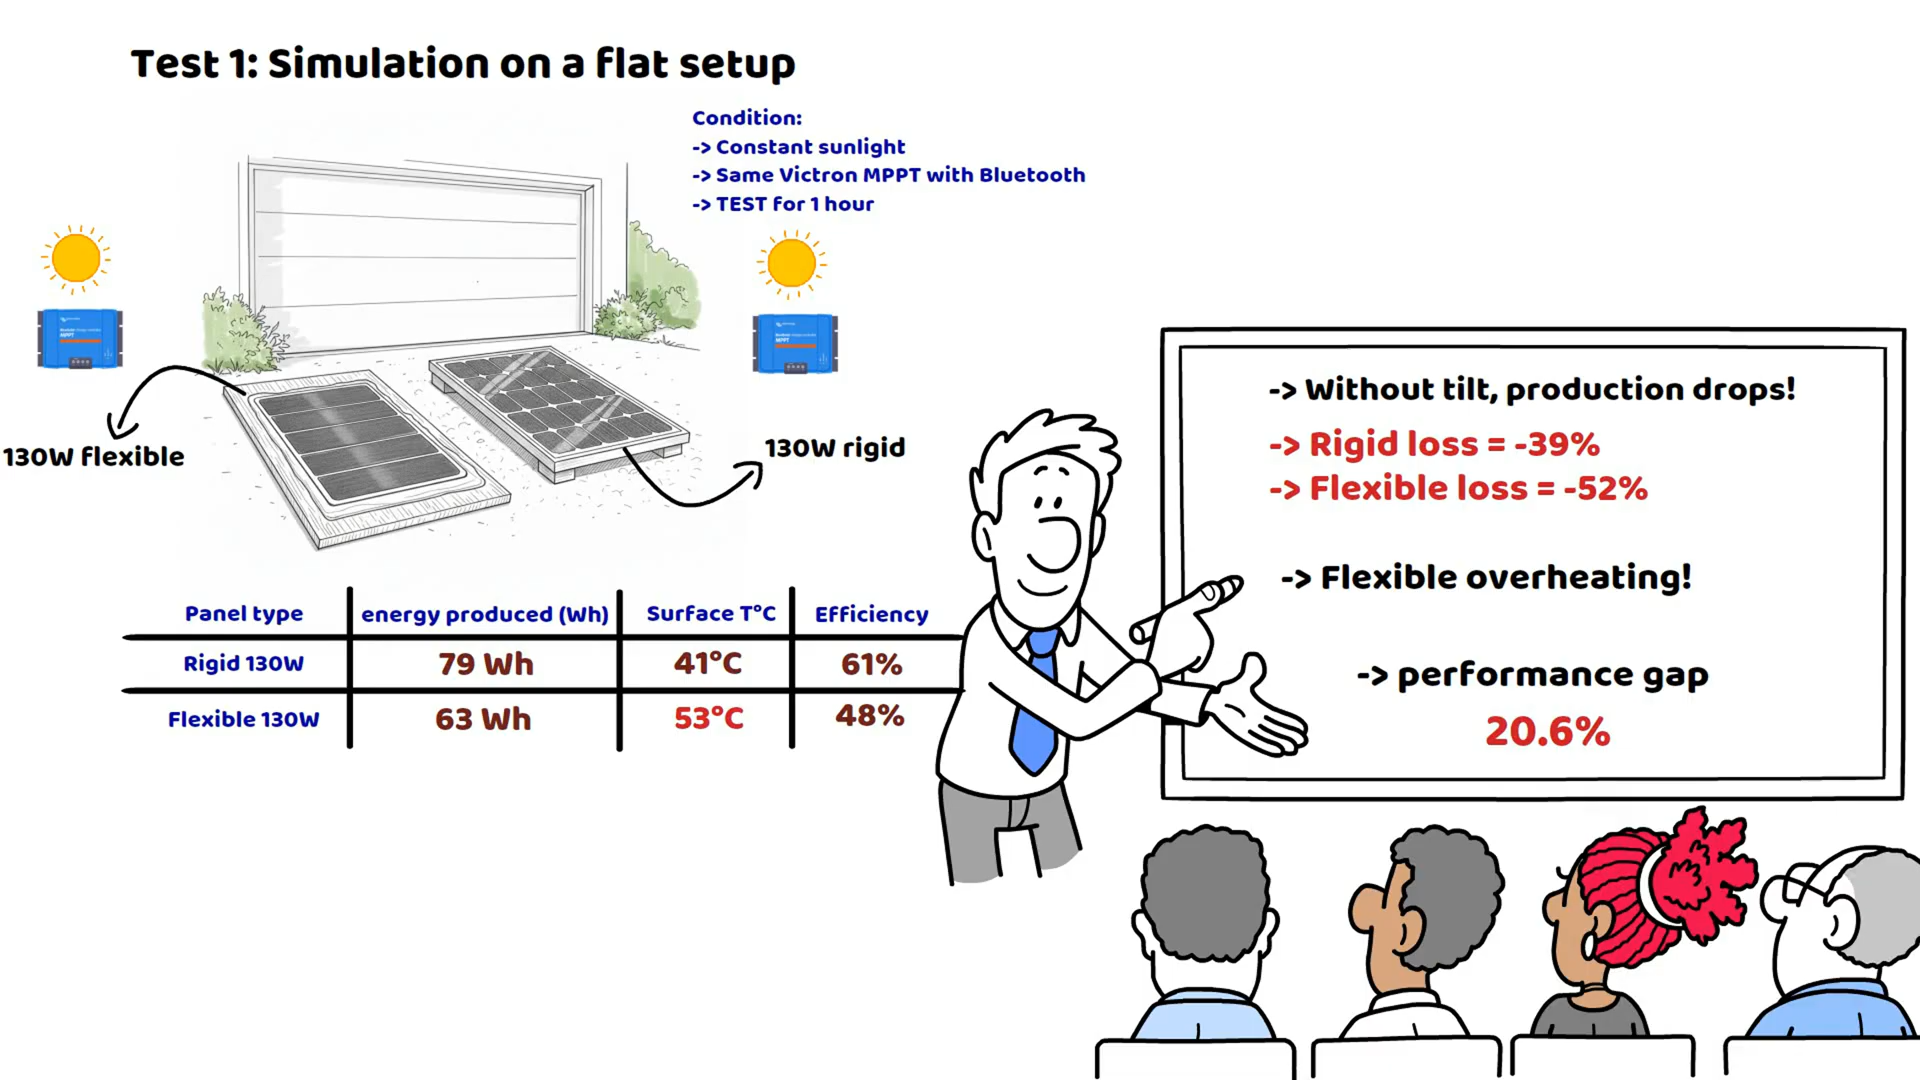 Test 1: Simulation on a flat setup
Condition:
-> Constant sunlight
-> Same Victron MPPT with Bluetooth
-> TEST for 1 hour
MPPT
MPPT
130W flexible
130W rigid
Panel type energy produced (Wh) Surface T°C Efficiency
Rigid 130W 79 Wh 41°C 61%
Flexible 130W 63 Wh 53°C 48%
-> Without tilt, production drops!
-> Rigid loss = -39%
-> Flexible loss = -52%
-> Flexible overheating!
-> performance gap
20.6%